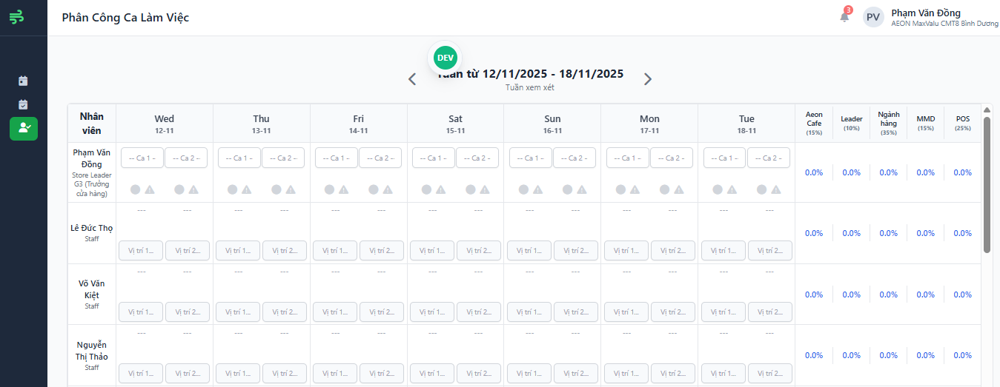 Phân Công Ca Làm Việc
3
PV
Phạm Văn Đồng
AEON MaxValu CMT8 Bình Dương
DEV
từ 12/11/2025 - 18/11/2025
Tuần xem xét
Nhân viên
Wed 12-11
Thu 13-11
Fri 14-11
Sat 15-11
Sun 16-11
Mon 17-11
Tue 18-11
Aeon Cafe (15%)
Leader (10%)
Ngành hàng (35%)
MMD (15%)
POS (25%)
Phạm Văn Đồng
Store Leader G3 (Trưởng cửa hàng)
-- Ca 1 - -- Ca 2 -- -- Ca 1 - -- Ca 2 -- -- Ca 1 - -- Ca 2 -- -- Ca 1 - -- Ca 2 -- -- Ca 1 - -- Ca 2 -- -- Ca 1 - -- Ca 2 -- -- Ca 1 - -- Ca 2 --
0.0% 0.0% 0.0% 0.0% 0.0%
Lê Đức Thọ
Staff
--- --- --- --- --- --- --- --- --- --- --- --- --- ---
Vị trí 1... Vị trí 2... Vị trí 1... Vị trí 2... Vị trí 1... Vị trí 2... Vị trí 1... Vị trí 2... Vị trí 1... Vị trí 2... Vị trí 1... Vị trí 2... Vị trí 1... Vị trí 2...
0.0% 0.0% 0.0% 0.0% 0.0%
Võ Văn Kiệt
Staff
--- --- --- --- --- --- --- --- --- --- --- --- --- ---
Vị trí 1... Vị trí 2... Vị trí 1... Vị trí 2... Vị trí 1... Vị trí 2... Vị trí 1... Vị trí 2... Vị trí 1... Vị trí 2... Vị trí 1... Vị trí 2... Vị trí 1... Vị trí 2...
0.0% 0.0% 0.0% 0.0% 0.0%
Nguyễn Thị Thảo
Staff
--- --- --- --- --- --- --- --- --- --- --- --- --- ---
Vị trí 1... Vị trí 2... Vị trí 1... Vị trí 2... Vị trí 1... Vị trí 2... Vị trí 1... Vị trí 2... Vị trí 1... Vị trí 2... Vị trí 1... Vị trí 2... Vị trí 1... Vị trí 2...
0.0% 0.0% 0.0% 0.0% 0.0%